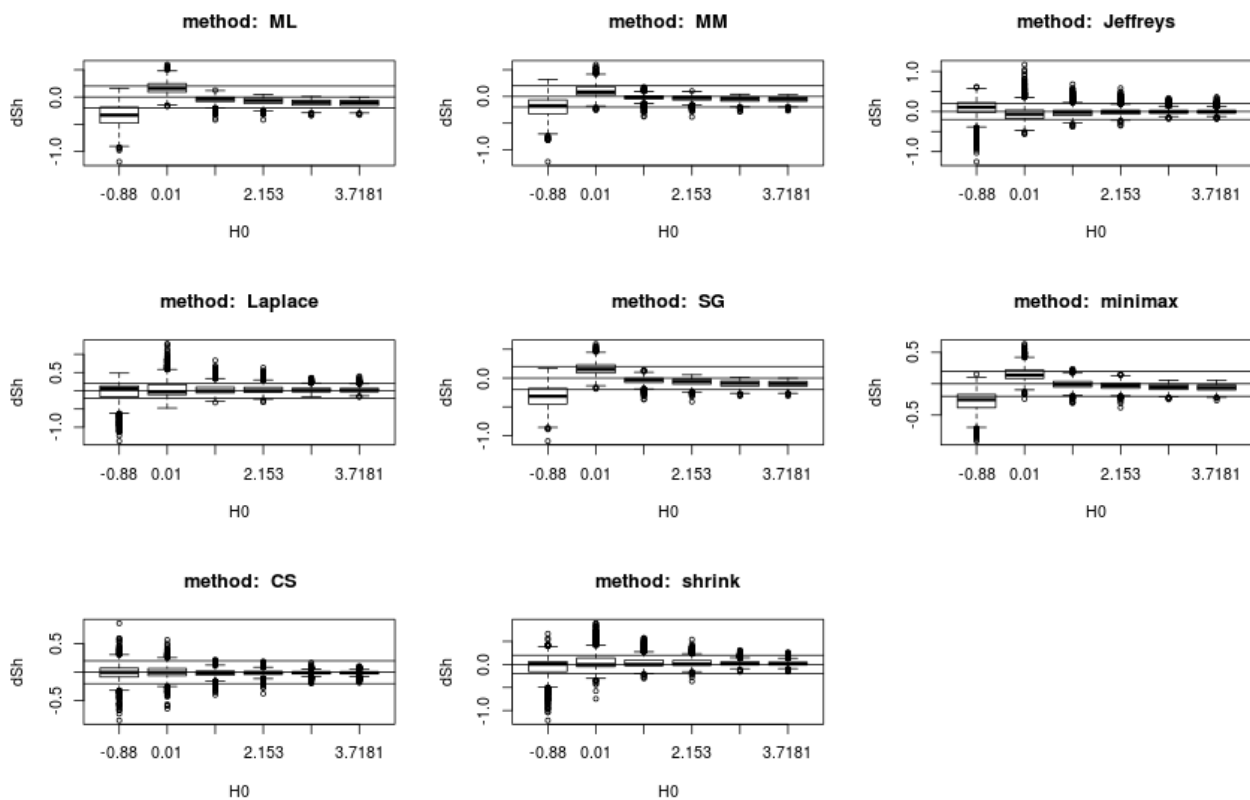 method: ML
dSh
0.0
-1.0
-0.88 0.01 2.153 3.7181
H0
method: MM
dSh
0.0
-1.0
-0.88 0.01 2.153 3.7181
H0
method: Jeffreys
dSh
1.0
0.0
-1.0
-0.88 0.01 2.153 3.7181
H0
method: Laplace
dSh
0.5
-1.0
-0.88 0.01 2.153 3.7181
H0
method: SG
dSh
0.0
-1.0
-0.88 0.01 2.153 3.7181
H0
method: minimax
dSh
0.5
-0.5
-0.88 0.01 2.153 3.7181
H0
method: CS
dSh
0.5
-0.5
-0.88 0.01 2.153 3.7181
H0
method: shrink
dSh
0.0
-1.0
-0.88 0.01 2.153 3.7181
H0